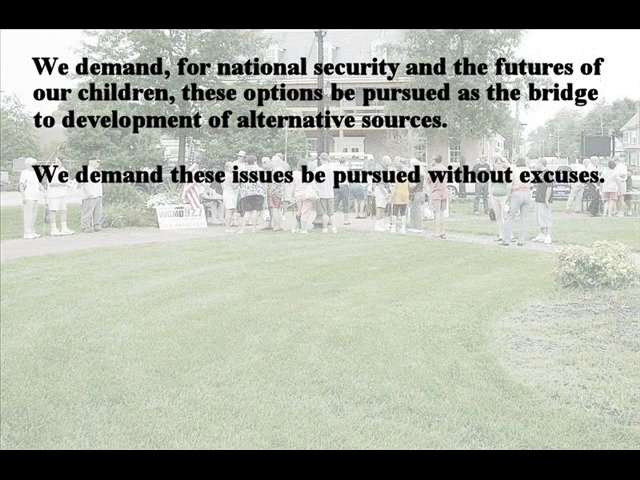 We demand, for national security and the futures of
our children, these options be pursued as the bridge
to development of alternative sources.
We demand these issues be pursued without excuses.